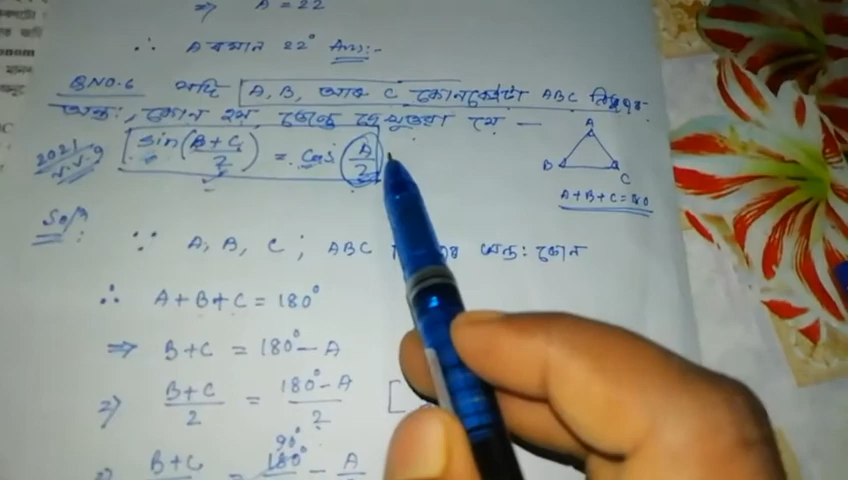 ⇒ A = 22
∴ A ৰ মান 22° Ans:-
Q NO.6 যদি A, B, আৰু C কোনকেইটা ABC ত্ৰিভুজৰ
অন্ত:, কোন হয়, তেন্তে দেখুওৱা যে —
2021
sin(B+C/2) = cos(A/2)
A
B
C
A+B+C=180
Solⁿ:
∵ A, B, C ; ABC অন্ত: কোন
∴ A+B+C = 180°
⇒ B+C = 180° - A
⇒ B+C/2 = 180° - A/2 [
⇒ B+C/2 = 90° 180°/2 - A/2